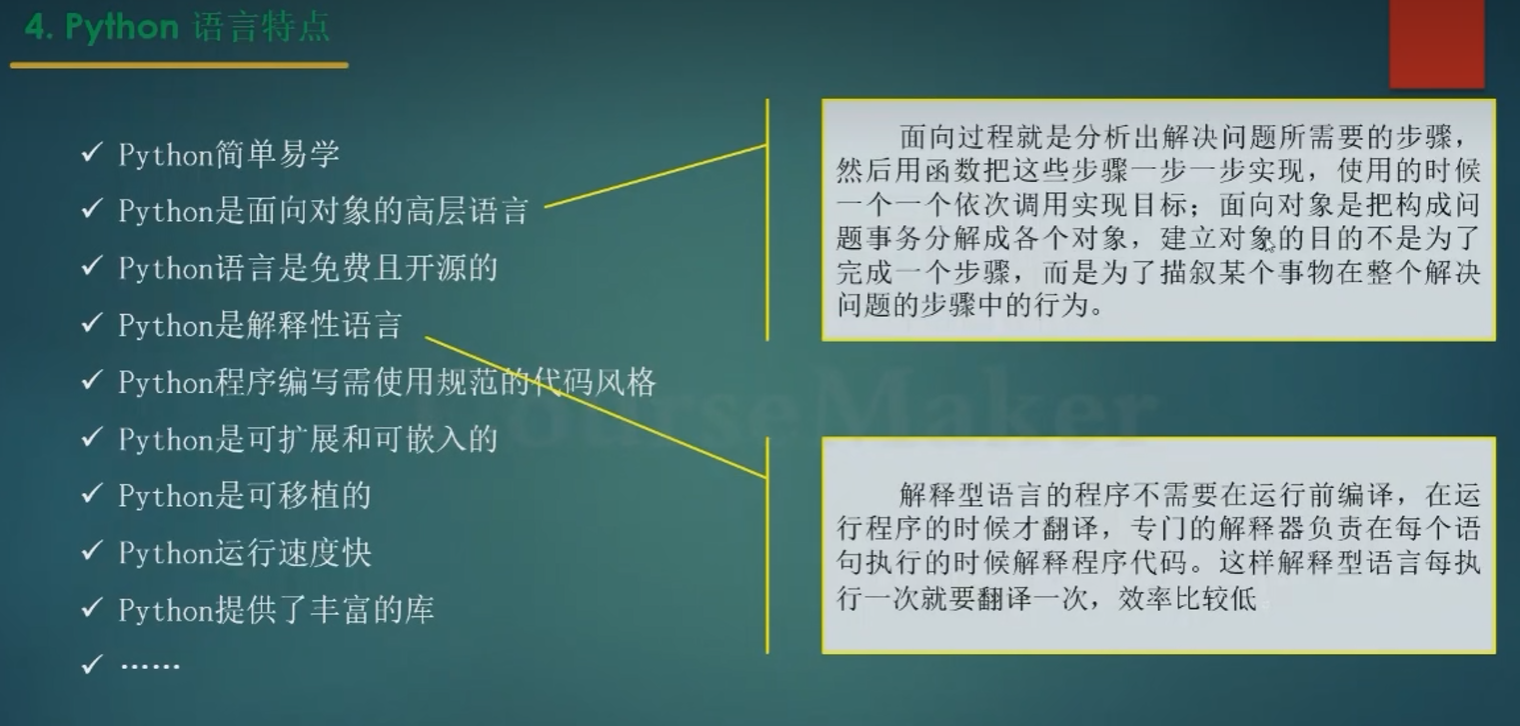 4. Python 语言特点
✓ Python简单易学
✓ Python是面向对象的高层语言
✓ Python语言是免费且开源的
✓ Python是解释性语言
✓ Python程序编写需使用规范的代码风格
✓ Python是可扩展和可嵌入的
✓ Python是可移植的
✓ Python运行速度快
✓ Python提供了丰富的库
✓ ……
面向过程就是分析出解决问题所需要的步骤，
然后用函数把这些步骤一步一步实现，使用的时候
一个一个依次调用实现目标；面向对象是把构成问
题事务分解成各个对象，建立对象的目的不是为了
完成一个步骤，而是为了描叙某个事物在整个解决
问题的步骤中的行为。
解释型语言的程序不需要在运行前编译，在运
行程序的时候才翻译，专门的解释器负责在每个语
句执行的时候解释程序代码。这样解释型语言每执
行一次就要翻译一次，效率比较低。
CourseMaker